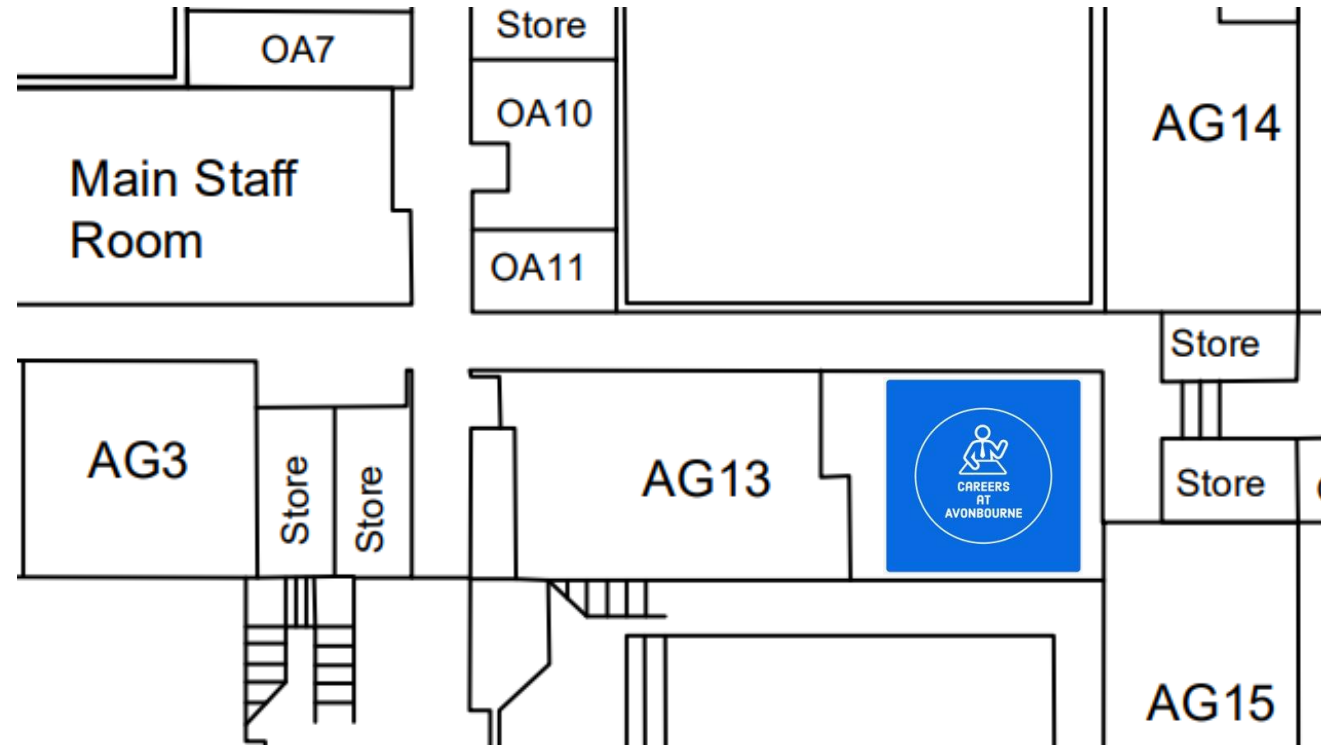 OA7
Store
OA10
AG14
Main Staff
Room
OA11
Store
AG3
Store
Store
AG13
CAREERS
AT
AVONBOURNE
Store
AG15